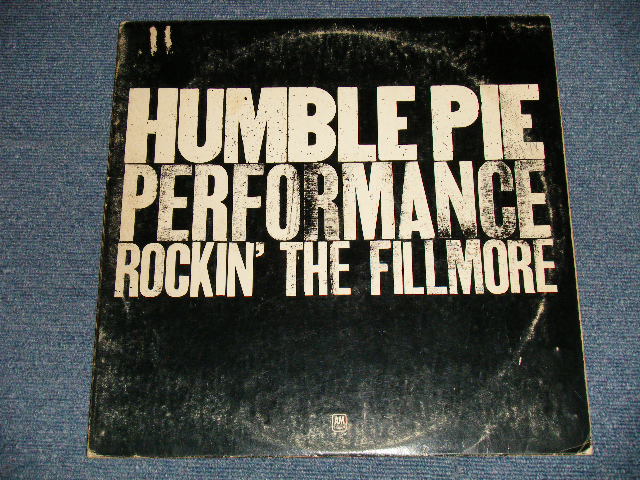 HUMBLE PIE
PERFORMANCE
ROCKIN' THE FILLMORE
A&M